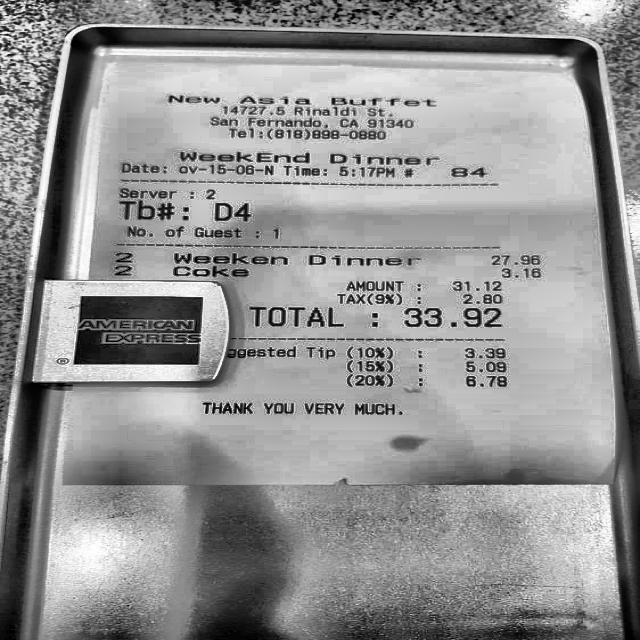 New Asia Buffet
14727.5 Rinaldi St.
San Fernando, CA 91340
Tel:(818)898-0880
WeekEnd Dinner
Date: ov-15-06-N Time: 5:17PM # 84
Server : 2
Tb#: D4
No. of Guest : 1
2 Weeken Dinner 27.96
2 Coke 3.16
AMOUNT : 31.12
TAX(9%) : 2.80
TOTAL : 33.92
ggested Tip (10%) : 3.39
(15%) : 5.09
(20%) : 6.78
THANK YOU VERY MUCH.
AMERICAN
EXPRESS
®